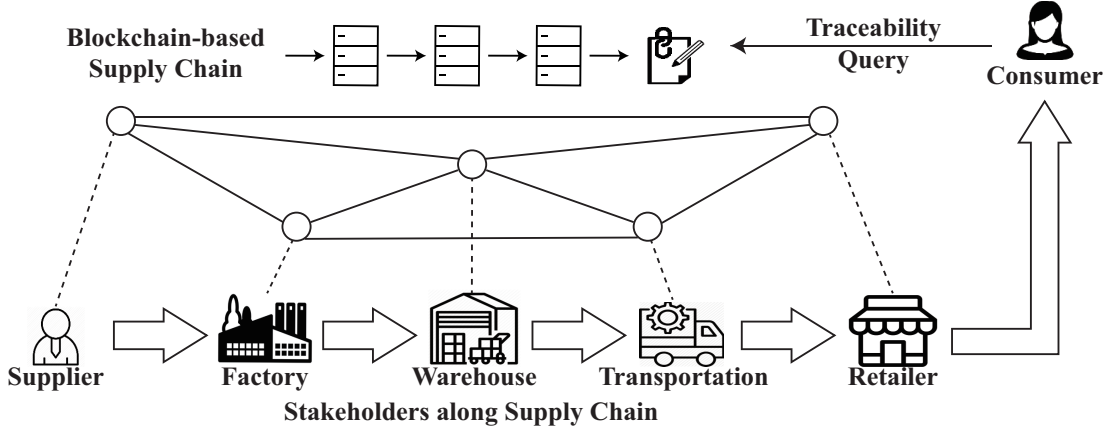 Blockchain-based
Supply Chain
Traceability
Query
Consumer
Supplier
Factory
Warehouse
Transportation
Retailer
Stakeholders along Supply Chain